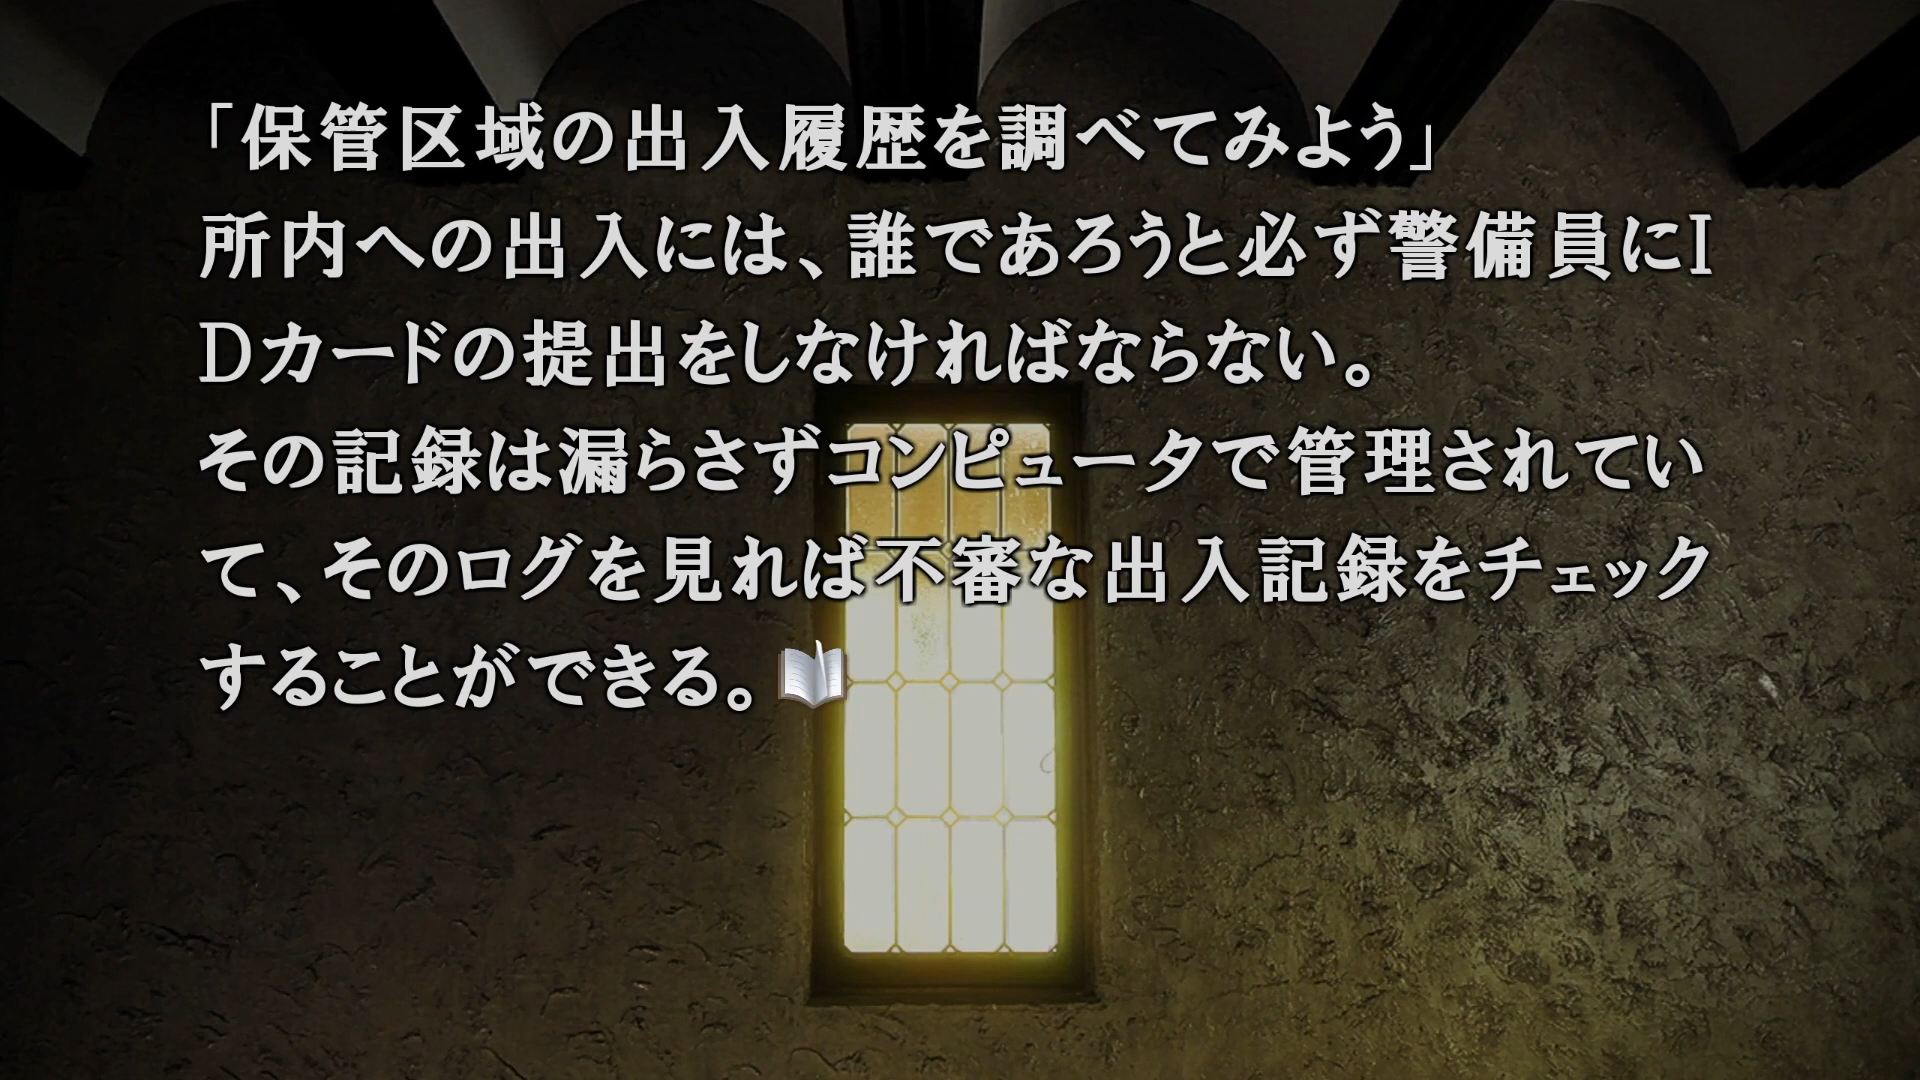 「保管区域の出入履歴を調べてみよう」
所内への出入には、誰であろうと必ず警備員にI
Dカードの提出をしなければならない。
その記録は漏らさずコンピュータで管理されてい
て、そのログを見れば不審な出入記録をチェック
することができる。